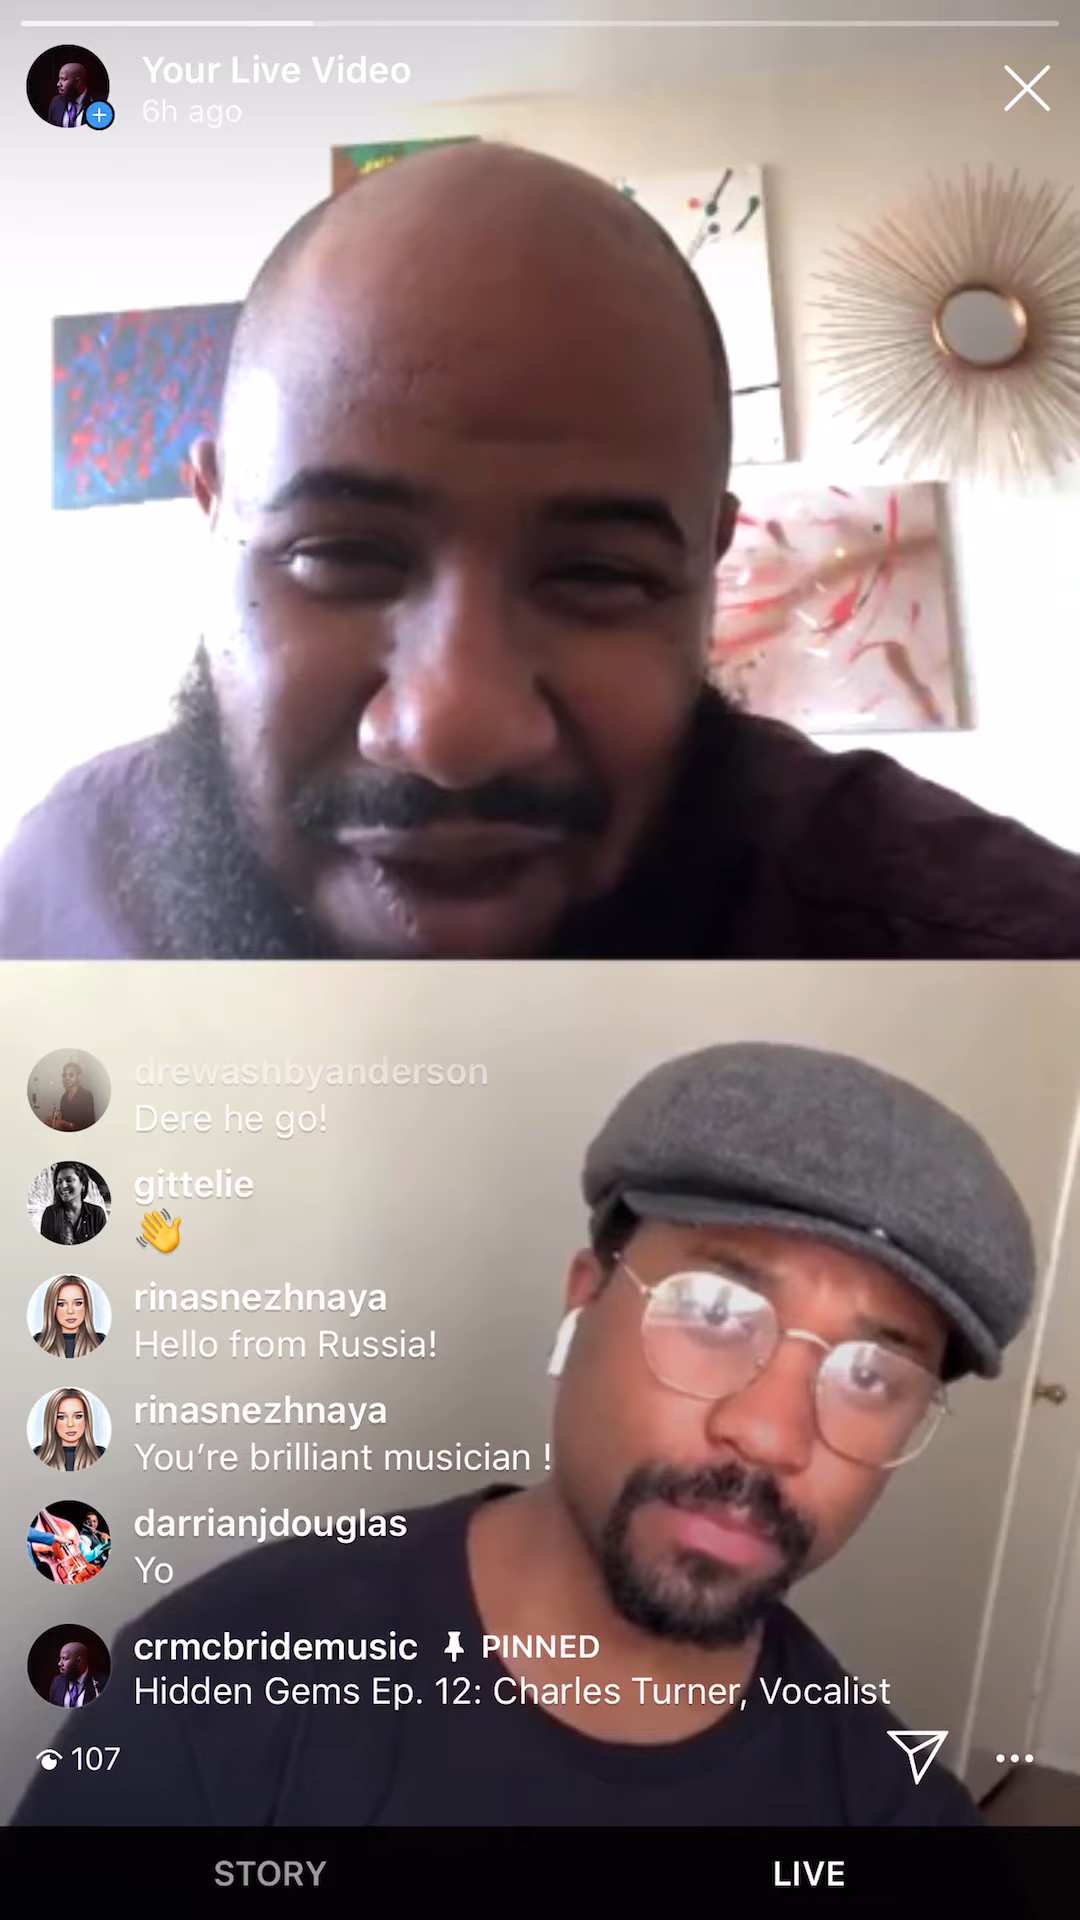 Your Live Video
6h ago
drewashbyanderson
Dere he go!
gittelie
👋
rinasnezhnaya
Hello from Russia!
rinasnezhnaya
You’re brilliant musician !
darrianjdouglas
Yo
crmcbridemusic PINNED
Hidden Gems Ep. 12: Charles Turner, Vocalist
107
STORY LIVE